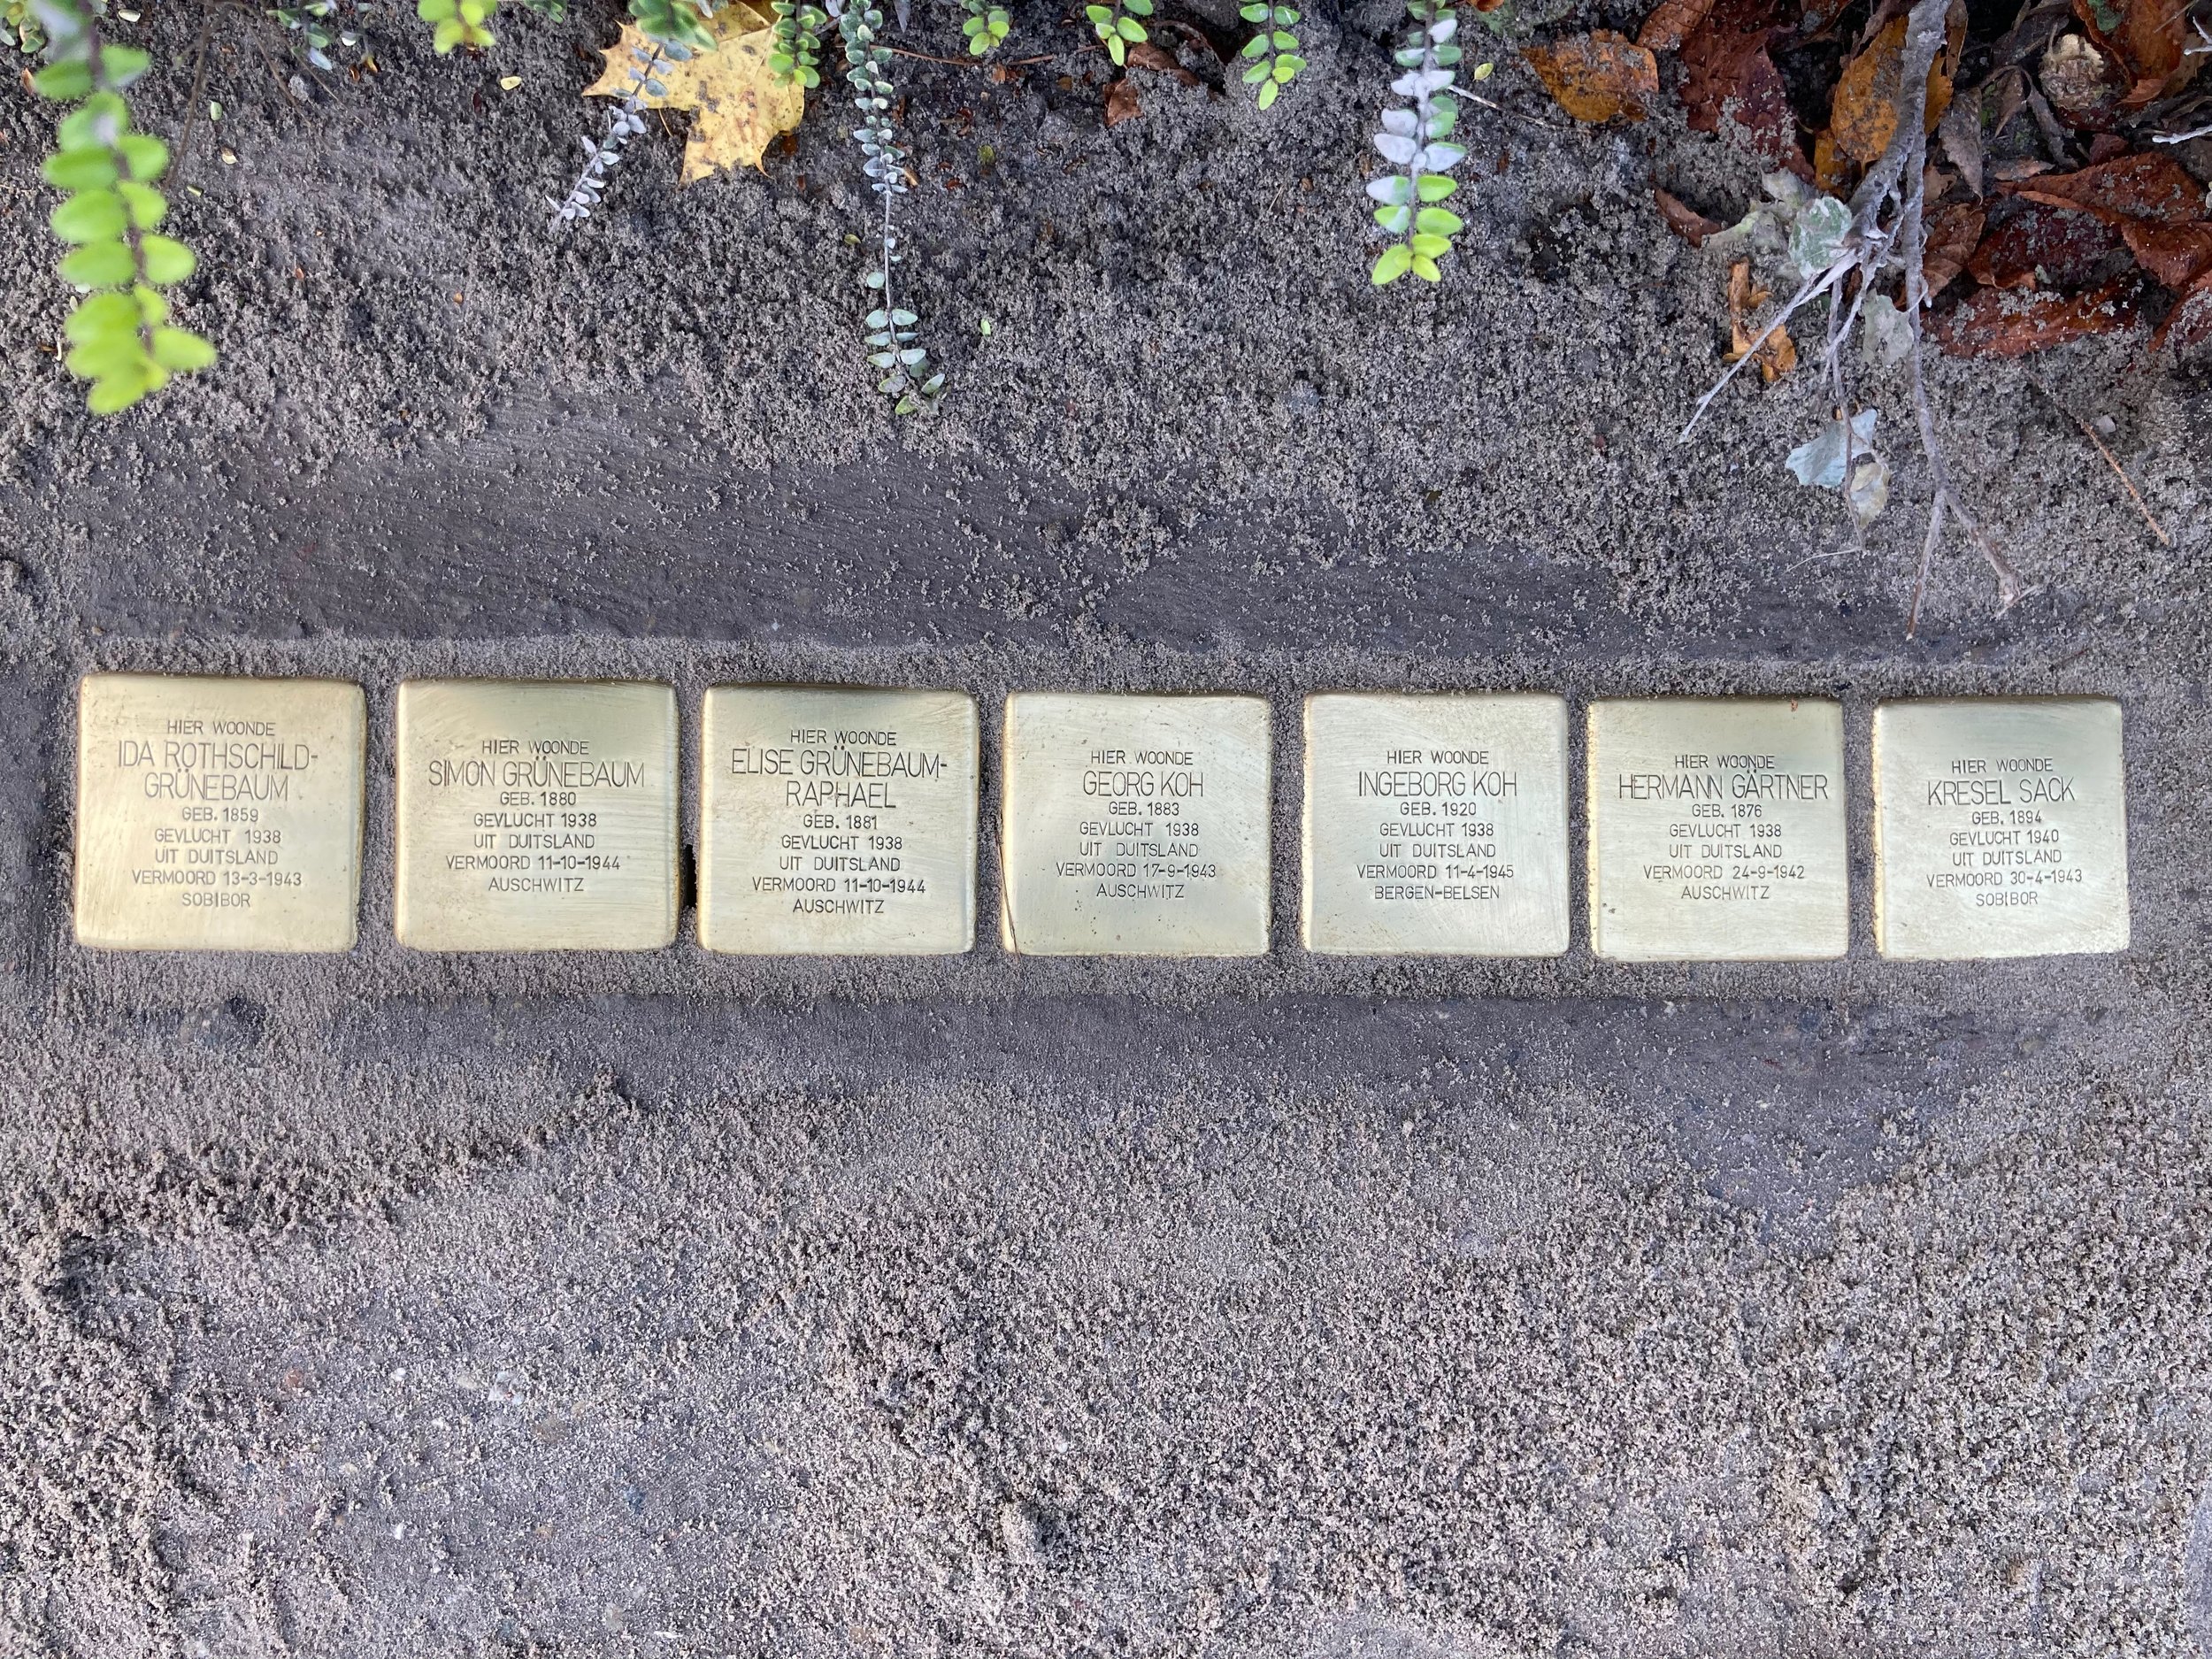 HIER WOONDE
IDA ROTHSCHILD-
GRÜNEBAUM
GEB. 1859
GEVLUCHT 1938
UIT DUITSLAND
VERMOORD 13-3-1943
SOBIBOR
HIER WOONDE
SIMON GRÜNEBAUM
GEB. 1880
GEVLUCHT 1938
UIT DUITSLAND
VERMOORD 11-10-1944
AUSCHWITZ
HIER WOONDE
ELISE GRÜNEBAUM-
RAPHAEL
GEB. 1881
GEVLUCHT 1938
UIT DUITSLAND
VERMOORD 11-10-1944
AUSCHWITZ
HIER WOONDE
GEORG KOH
GEB. 1883
GEVLUCHT 1938
UIT DUITSLAND
VERMOORD 17-9-1943
AUSCHWITZ
HIER WOONDE
INGEBORG KOH
GEB. 1920
GEVLUCHT 1938
UIT DUITSLAND
VERMOORD 11-4-1945
BERGEN-BELSEN
HIER WOONDE
HERMANN GÄRTNER
GEB. 1876
GEVLUCHT 1938
UIT DUITSLAND
VERMOORD 24-9-1942
AUSCHWITZ
HIER WOONDE
KRESEL SACK
GEB. 1894
GEVLUCHT 1940
UIT DUITSLAND
VERMOORD 30-4-1943
SOBIBOR